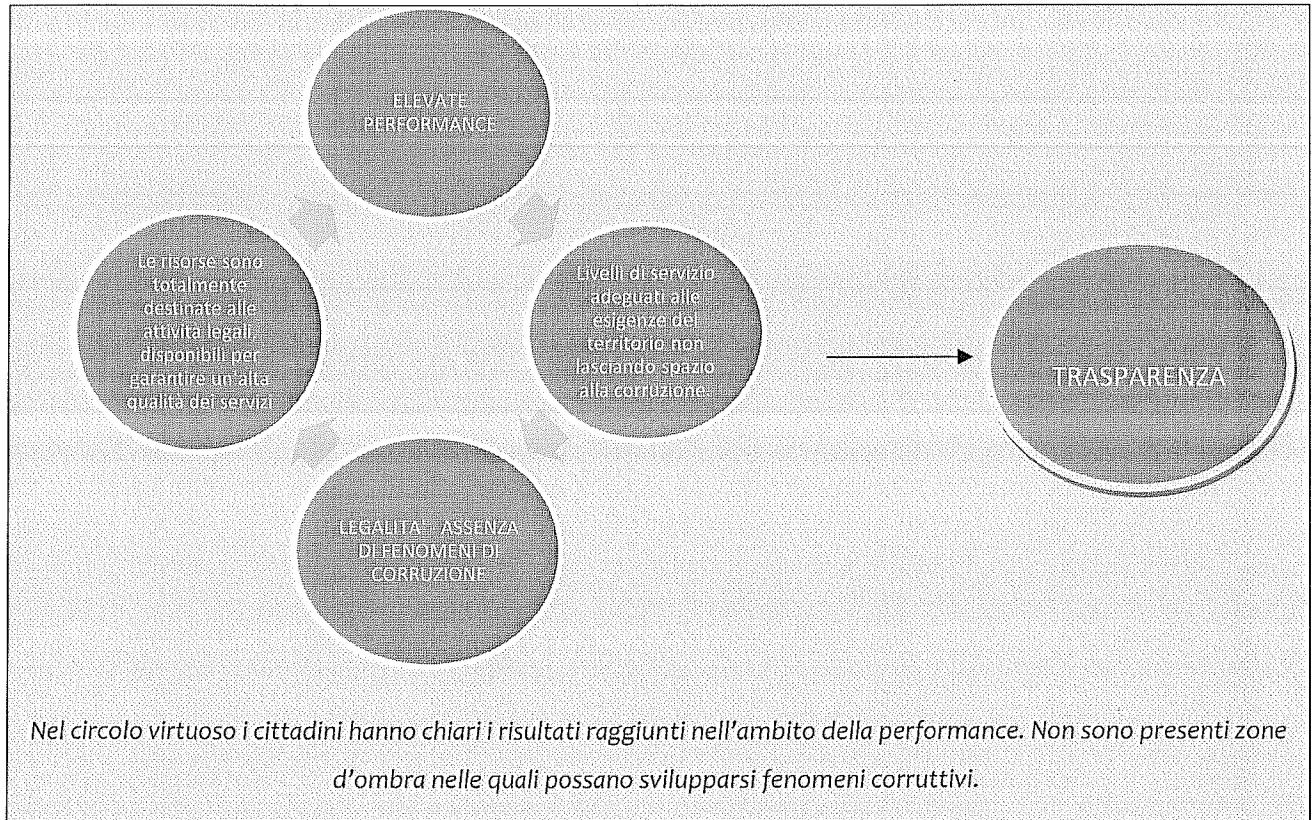 ELEVATE
PERFORMANCE
Le risorse sono
totalmente
destinate alle
attività legali
disponibili per
garantire un'alta
qualità dei servizi
Livelli di servizio
adeguati alle
esigenze del
territorio non
lasciando spazio
alla corruzione.
LEGALITA' - ASSENZA
DI FENOMENI DI
CORRUZIONE
TRASPARENZA
Nel circolo virtuoso i cittadini hanno chiari i risultati raggiunti nell'ambito della performance. Non sono presenti zone
d'ombra nelle quali possano svilupparsi fenomeni corruttivi.